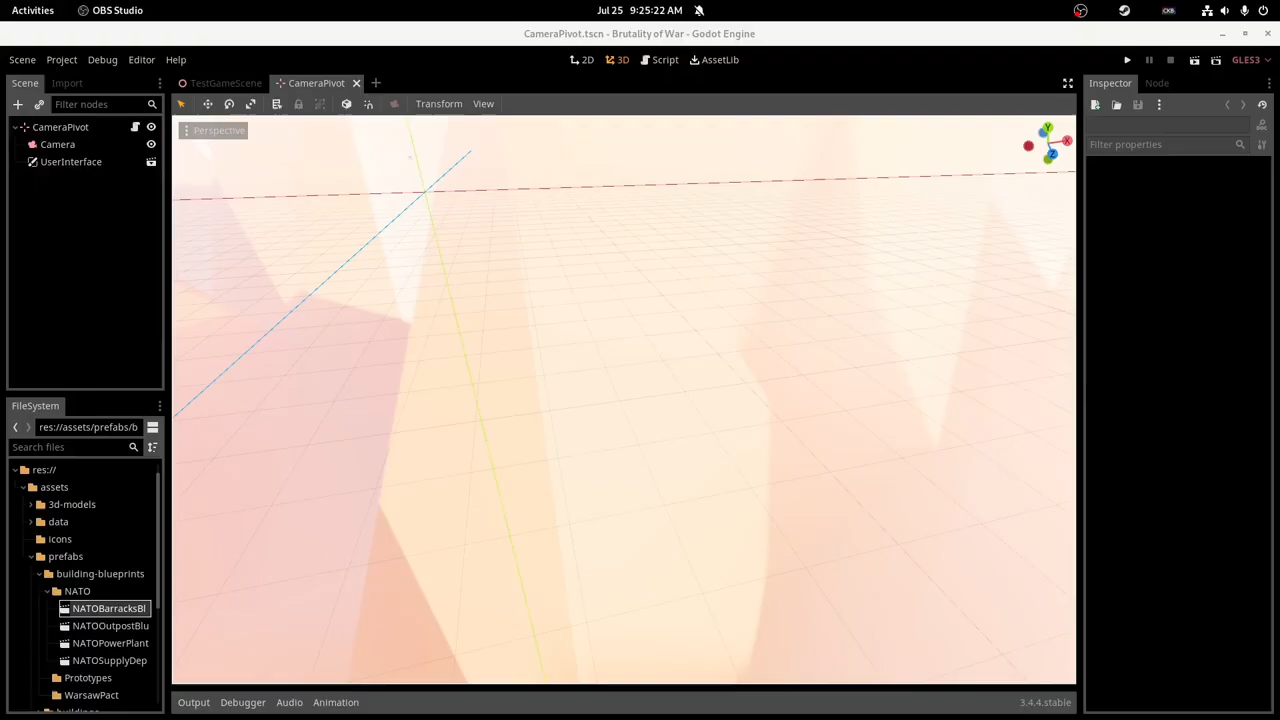 Activities
OBS Studio
Jul 25 9:25:22 AM
CKB
CameraPivot.tscn - Brutality of War - Godot Engine
Scene Project Debug Editor Help
2D 3D Script AssetLib
GLES3
Scene Import
TestGameScene CameraPivot
Inspector Node
Filter nodes
Transform View
CameraPivot
Camera
UserInterface
Perspective
Y X Z
Filter properties
FileSystem
res://assets/prefabs/b
Search files
res://
assets
3d-models
data
icons
prefabs
building-blueprints
NATO
NATOBarracksBl
NATOOutpostBlu
NATOPowerPlant
NATOSupplyDep
Prototypes
WarsawPact
buildings
Output Debugger Audio Animation
3.4.4.stable